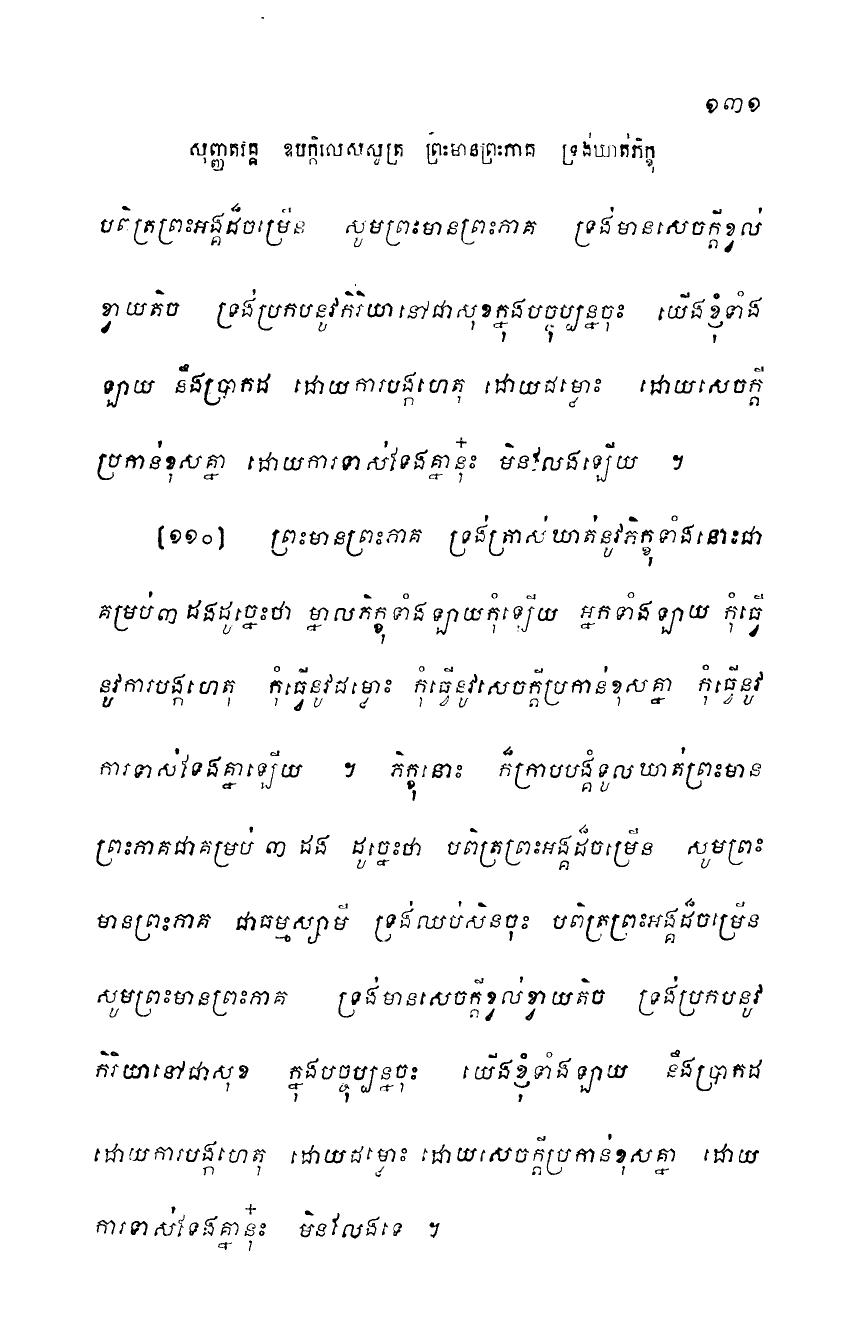 ១៣១
សុញ្ញតវគ្គ ឧបក្កិលេសសូត្រ ព្រះមានព្រះភាគ ទ្រង់ឃាត់ភិក្ខុ
បពិត្រព្រះអង្គដ៏ចម្រើន សូមព្រះមានព្រះភាគ ទ្រង់មានសេចក្តីខ្វល់
ខ្វាយតិច ទ្រង់ប្រកបនូវកិរិយានៅជាសុខក្នុងបច្ចុប្បន្នចុះ យើងខ្ញុំទាំង
ឡាយ នឹងប្រាកដ ដោយការបង្កហេតុ ដោយជម្លោះ ដោយសេចក្តី
ប្រកាន់ខុសគ្នា ដោយការទាស់ទែងគ្នានុ៎ះ មិនលែងឡើយ ។
[១១០] ព្រះមានព្រះភាគ ទ្រង់ត្រាស់ឃាត់នូវភិក្ខុទាំងនោះជា
គម្រប់៣ ដងដូច្នេះថា ម្នាលភិក្ខុទាំងឡាយកុំឡើយ អ្នកទាំងឡាយ កុំធ្វើ
នូវការបង្កហេតុ កុំធ្វើនូវជម្លោះ កុំធ្វើនូវសេចក្តីប្រកាន់ខុសគ្នា កុំធ្វើនូវ
ការទាស់ទែងគ្នាឡើយ ។ ភិក្ខុនោះ ក៏ក្រាបបង្គំទូលឃាត់ព្រះមាន
ព្រះភាគជាគម្រប់ ៣ ដង ដូច្នេះថា បពិត្រព្រះអង្គដ៏ចម្រើន សូមព្រះ
មានព្រះភាគ ជាធម្មស្សាមី ទ្រង់ឈប់សិនចុះ បពិត្រព្រះអង្គដ៏ចម្រើន
សូមព្រះមានព្រះភាគ ទ្រង់មានសេចក្តីខ្វល់ខ្វាយតិច ទ្រង់ប្រកបនូវ
កិរិយានៅជាសុខ ក្នុងបច្ចុប្បន្នចុះ យើងខ្ញុំទាំងឡាយ នឹងប្រាកដ
ដោយការបង្កហេតុ ដោយជម្លោះ ដោយសេចក្តីប្រកាន់ខុសគ្នា ដោយ
ការទាស់ទែងគ្នានុ៎ះ មិនលែងទេ ។